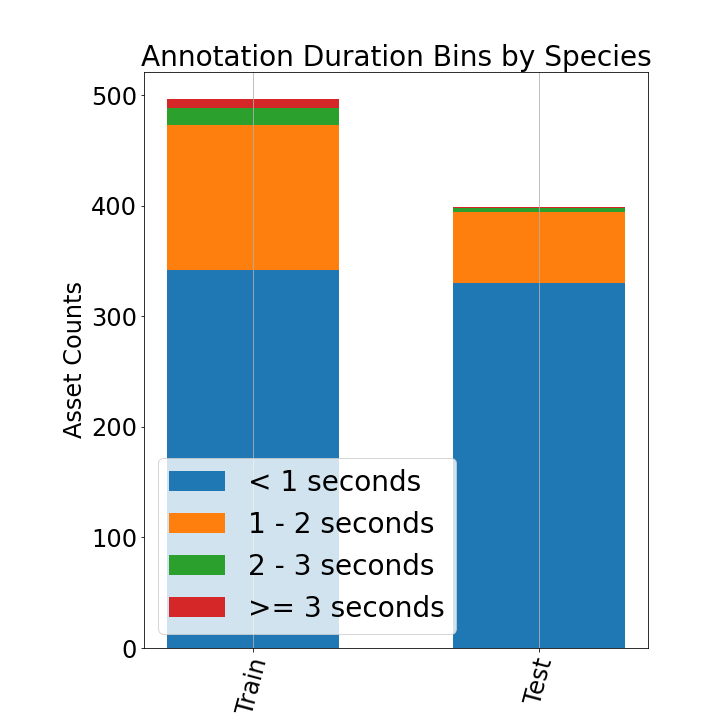 Annotation Duration Bins by Species
500
400
300
200
100
0
Asset Counts
< 1 seconds
1 - 2 seconds
2 - 3 seconds
>= 3 seconds
Train
Test